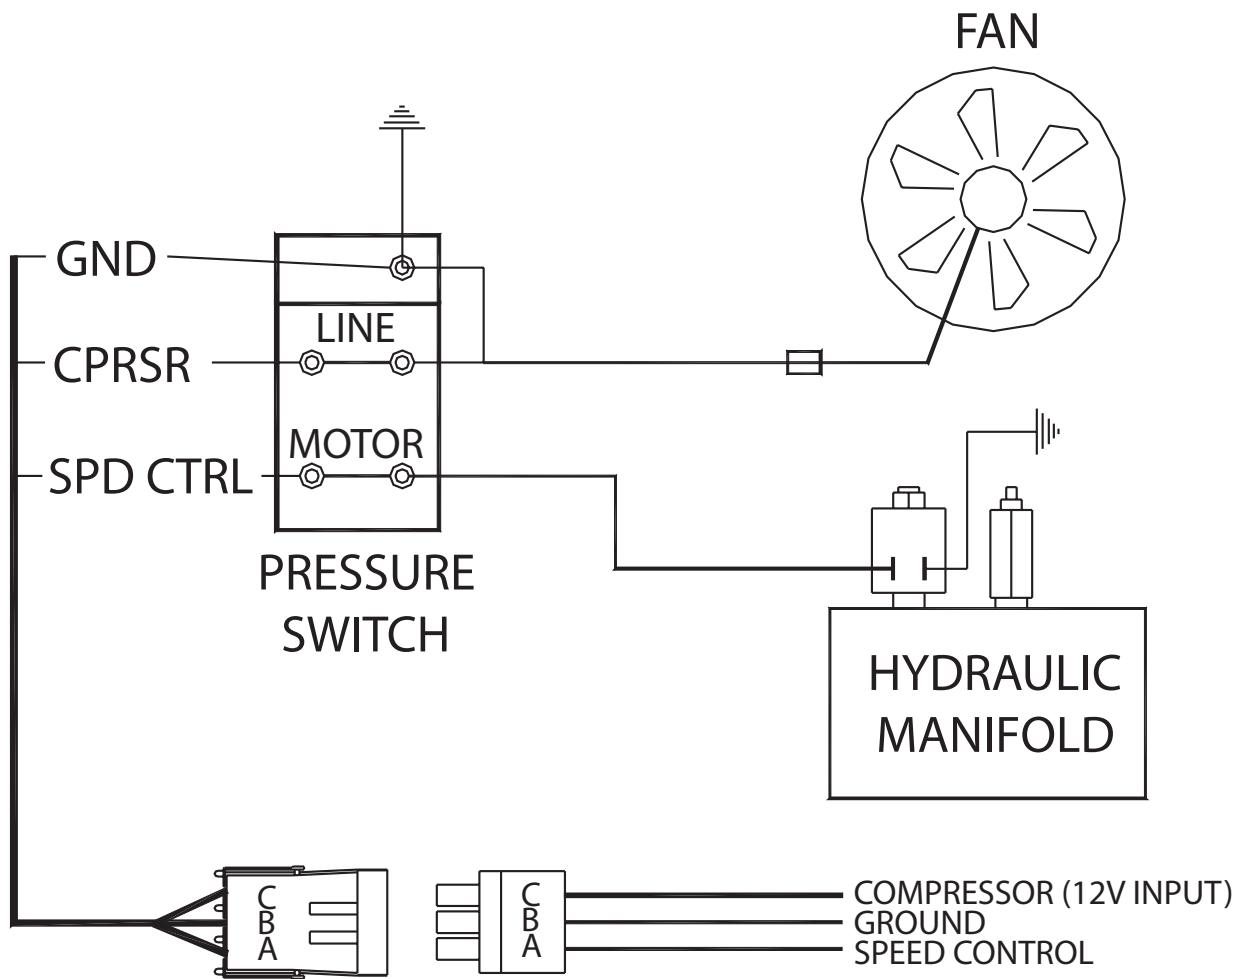 FAN
GND
LINE
CPRSR
MOTOR
SPD CTRL
PRESSURE
SWITCH
HYDRAULIC
MANIFOLD
C
B
A
C
B
A
COMPRESSOR (12V INPUT)
GROUND
SPEED CONTROL